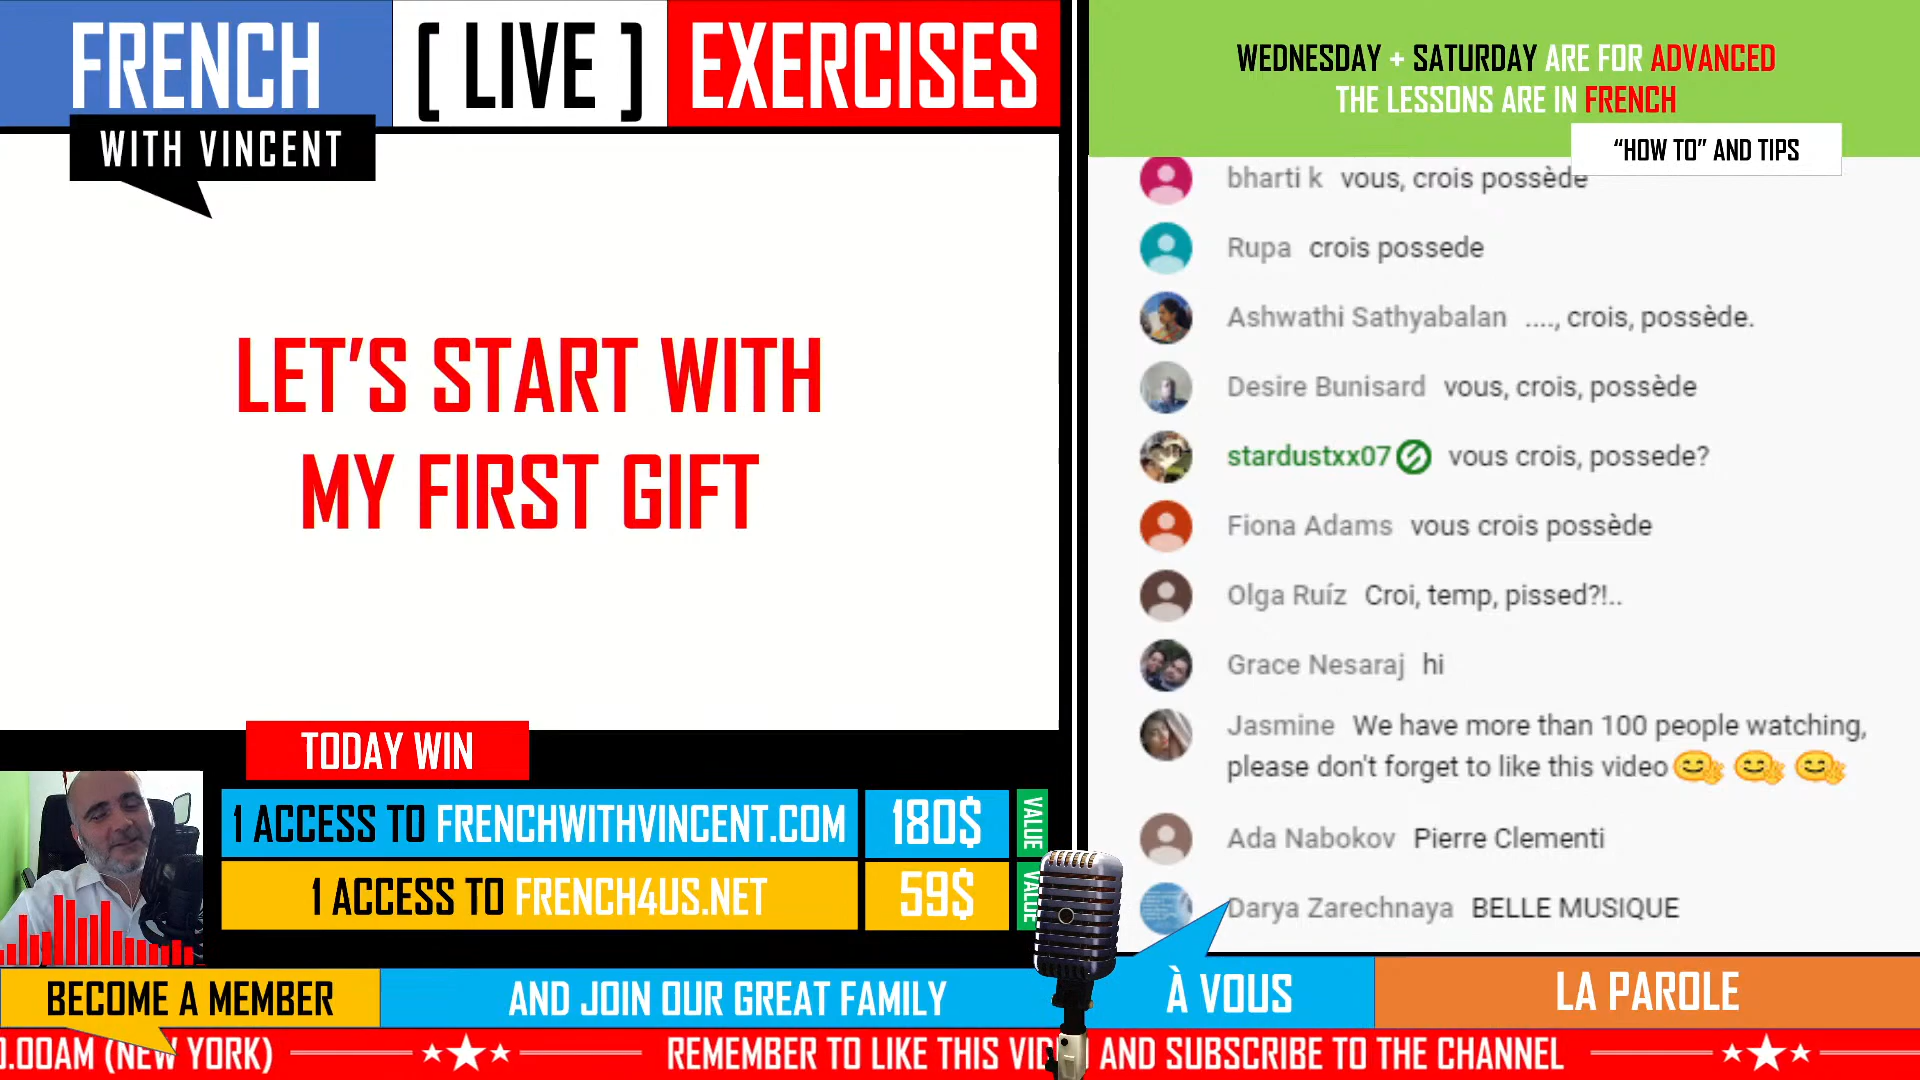 FRENCH
[ LIVE ]
EXERCISES
WITH VINCENT
LET'S START WITH
MY FIRST GIFT
TODAY WIN
1 ACCESS TO FRENCHWITHVINCENT.COM
180$
VALUE
1 ACCESS TO FRENCH4US.NET
59$
VALUE
BECOME A MEMBER
AND JOIN OUR GREAT FAMILY
WEDNESDAY + SATURDAY ARE FOR ADVANCED
THE LESSONS ARE IN FRENCH
"HOW TO" AND TIPS
bharti k vous, crois possède
Rupa crois possede
Ashwathi Sathyabalan ...., crois, possède.
Desire Bunisard vous, crois, possède
stardustxx07 vous crois, possede?
Fiona Adams vous crois possède
Olga Ruíz Croi, temp, pissed?!..
Grace Nesaraj hi
Jasmine We have more than 100 people watching,
please don't forget to like this video
Ada Nabokov Pierre Clementi
Darya Zarechnaya BELLE MUSIQUE
À VOUS
LA PAROLE
0.00AM (NEW YORK)
REMEMBER TO LIKE THIS AND SUBSCRIBE TO THE CHANNEL